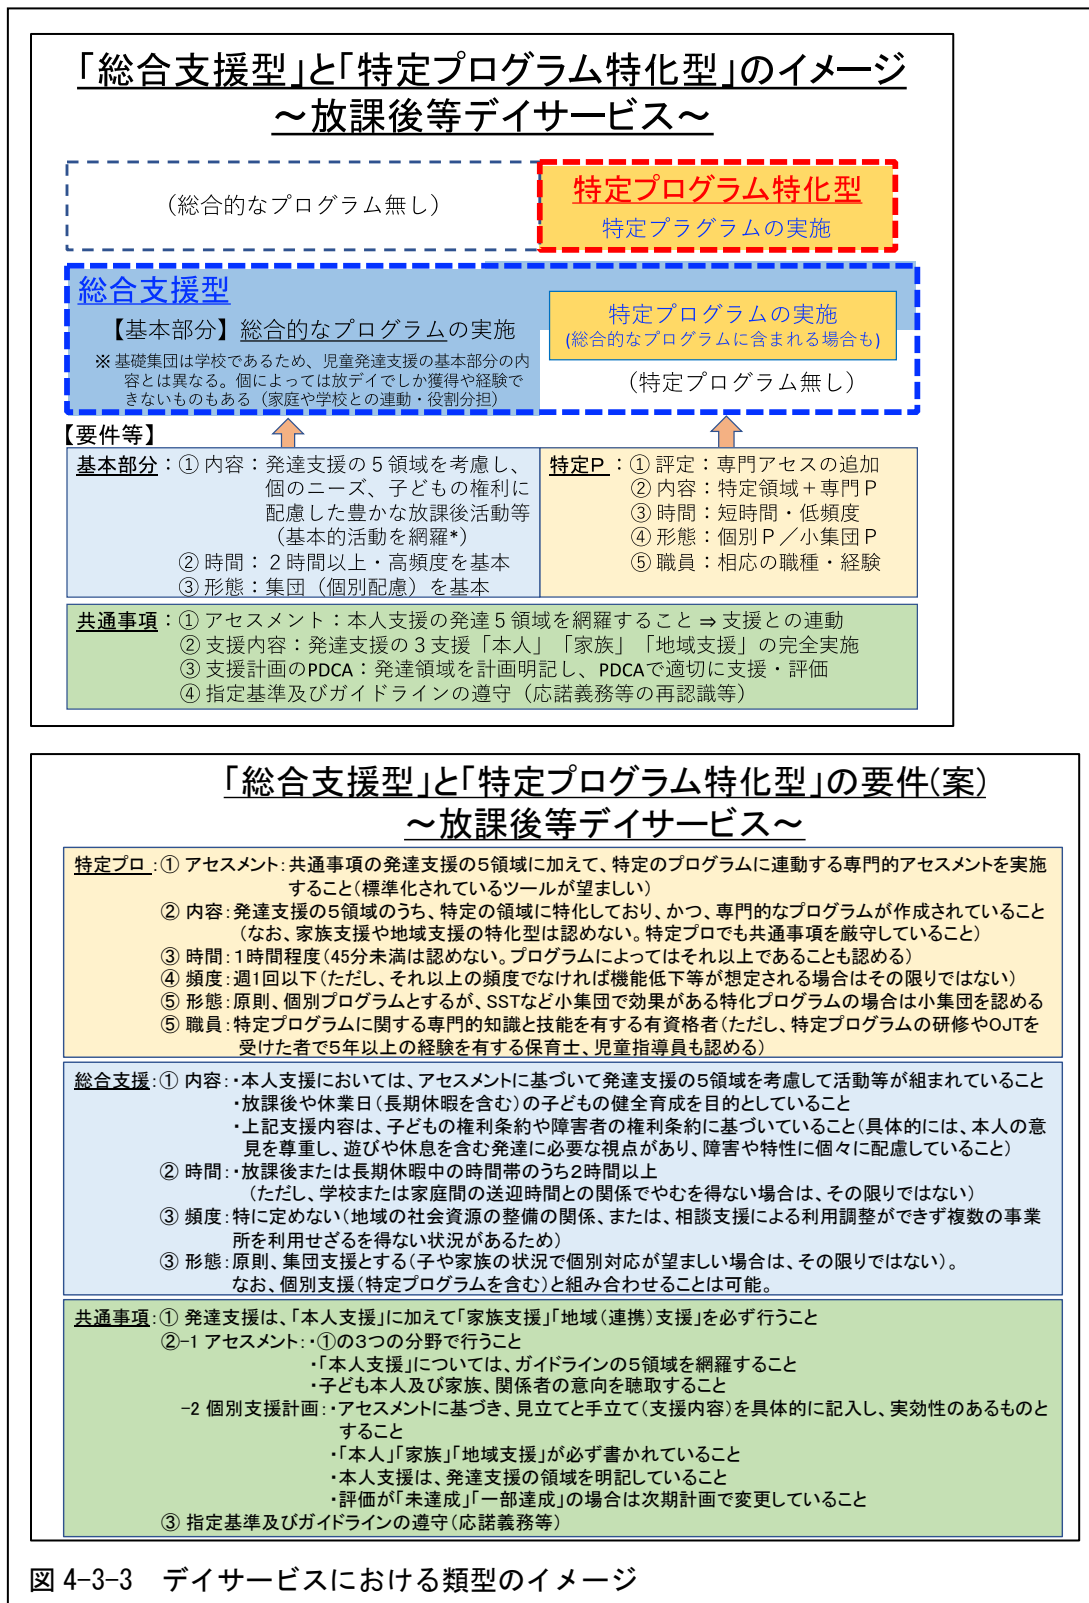 「総合支援型」と「特定プログラム特化型」のイメージ
～放課後等デイサービス～
（総合的なプログラム無し）
特定プログラム特化型
特定プラグラムの実施
総合支援型
【基本部分】総合的なプログラムの実施
※基礎集団は学校であるため、児童発達支援の基本部分の内
容とは異なる。個によっては放デイでしか獲得や経験で
きないものもある（家庭や学校との連動・役割分担）
特定プログラムの実施
(総合的なプログラムに含まれる場合も)
（特定プログラム無し）
【要件等】
基本部分：①内容：発達支援の５領域を考慮し、
個のニーズ、子どもの権利に
配慮した豊かな放課後活動等
（基本的活動を網羅*）
②時間：２時間以上・高頻度を基本
③形態：集団（個別配慮）を基本
特定Ｐ：①評定：専門アセスの追加
②内容：特定領域＋専門Ｐ
③時間：短時間・低頻度
④形態：個別Ｐ／小集団Ｐ
⑤職員：相応の職種・経験
共通事項：①アセスメント：本人支援の発達５領域を網羅すること⇒支援との連動
②支援内容：発達支援の３支援「本人」「家族」「地域支援」の完全実施
③支援計画のPDCA：発達領域を計画明記し、PDCAで適切に支援・評価
④指定基準及びガイドラインの遵守（応諾義務等の再認識等）
「総合支援型」と「特定プログラム特化型」の要件(案)
～放課後等デイサービス～
特定プロ：① アセスメント：共通事項の発達支援の5領域に加えて、特定のプログラムに連動する専門的アセスメントを実施
すること（標準化されているツールが望ましい）
② 内容：発達支援の5領域のうち、特定の領域に特化しており、かつ、専門的なプログラムが作成されていること
（なお、家族支援や地域支援の特化型は認めない。特定プロでも共通事項を厳守していること）
③ 時間：1時間程度（45分未満は認めない。プログラムによってはそれ以上であることも認める）
④ 頻度：週1回以下（ただし、それ以上の頻度でなければ機能低下等が想定される場合はその限りではない）
⑤ 形態：原則、個別プログラムとするが、SSTなど小集団で効果がある特化プログラムの場合は小集団を認める
⑤ 職員：特定プログラムに関する専門的知識と技能を有する有資格者（ただし、特定プログラムの研修やOJTを
受けた者で5年以上の経験を有する保育士、児童指導員も認める）
総合支援：① 内容：・本人支援においては、アセスメントに基づいて発達支援の5領域を考慮して活動等が組まれていること
・放課後や休業日（長期休暇を含む）の子どもの健全育成を目的としていること
・上記支援内容は、子どもの権利条約や障害者の権利条約に基づいていること（具体的には、本人の意
見を尊重し、遊びや休息を含む発達に必要な視点があり、障害や特性に個々に配慮していること）
② 時間：・放課後または長期休暇中の時間帯のうち2時間以上
（ただし、学校または家庭間の送迎時間との関係でやむを得ない場合は、その限りではない）
③ 頻度：特に定めない（地域の社会資源の整備の関係、または、相談支援による利用調整ができず複数の事業
所を利用せざるを得ない状況があるため）
③ 形態：原則、集団支援とする（子や家族の状況で個別対応が望ましい場合は、その限りではない）。
なお、個別支援（特定プログラムを含む）と組み合わせることは可能。
共通事項：① 発達支援は、「本人支援」に加えて「家族支援」「地域（連携）支援」を必ず行うこと
②-1 アセスメント：・①の3つの分野で行うこと
・「本人支援」については、ガイドラインの5領域を網羅すること
・子ども本人及び家族、関係者の意向を聴取すること
-2 個別支援計画：・アセスメントに基づき、見立てと手立て（支援内容）を具体的に記入し、実効性のあるものと
すること
・「本人」「家族」「地域支援」が必ず書かれていること
・本人支援は、発達支援の領域を明記していること
・評価が「未達成」「一部達成」の場合は次期計画で変更していること
③ 指定基準及びガイドラインの遵守（応諾義務等）
図 4-3-3　デイサービスにおける類型のイメージ